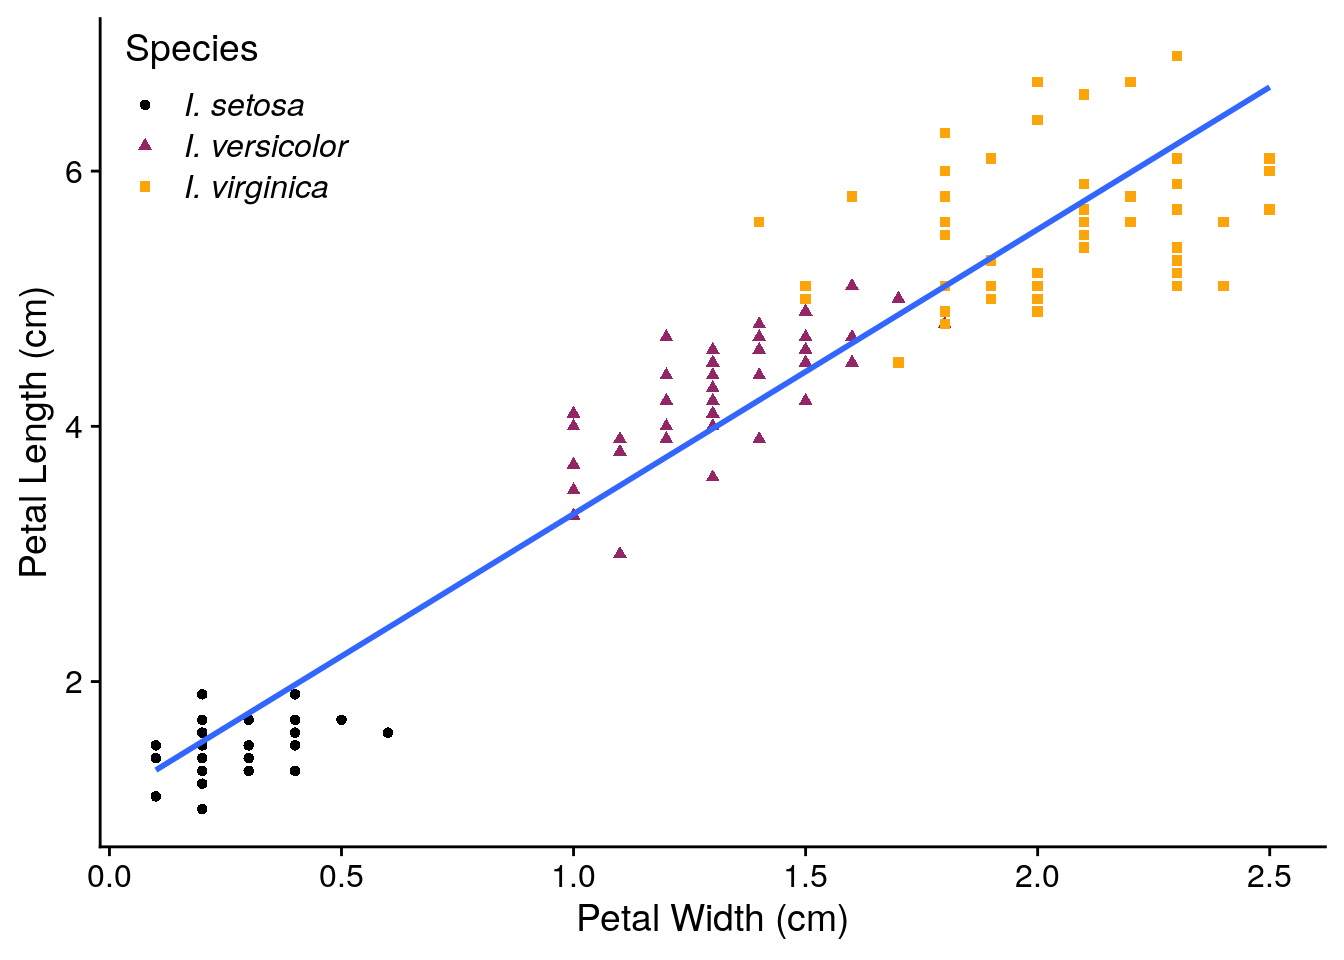 Species
I. setosa
I. versicolor
I. virginica
6
4
2
Petal Length (cm)
0.0 0.5 1.0 1.5 2.0 2.5
Petal Width (cm)